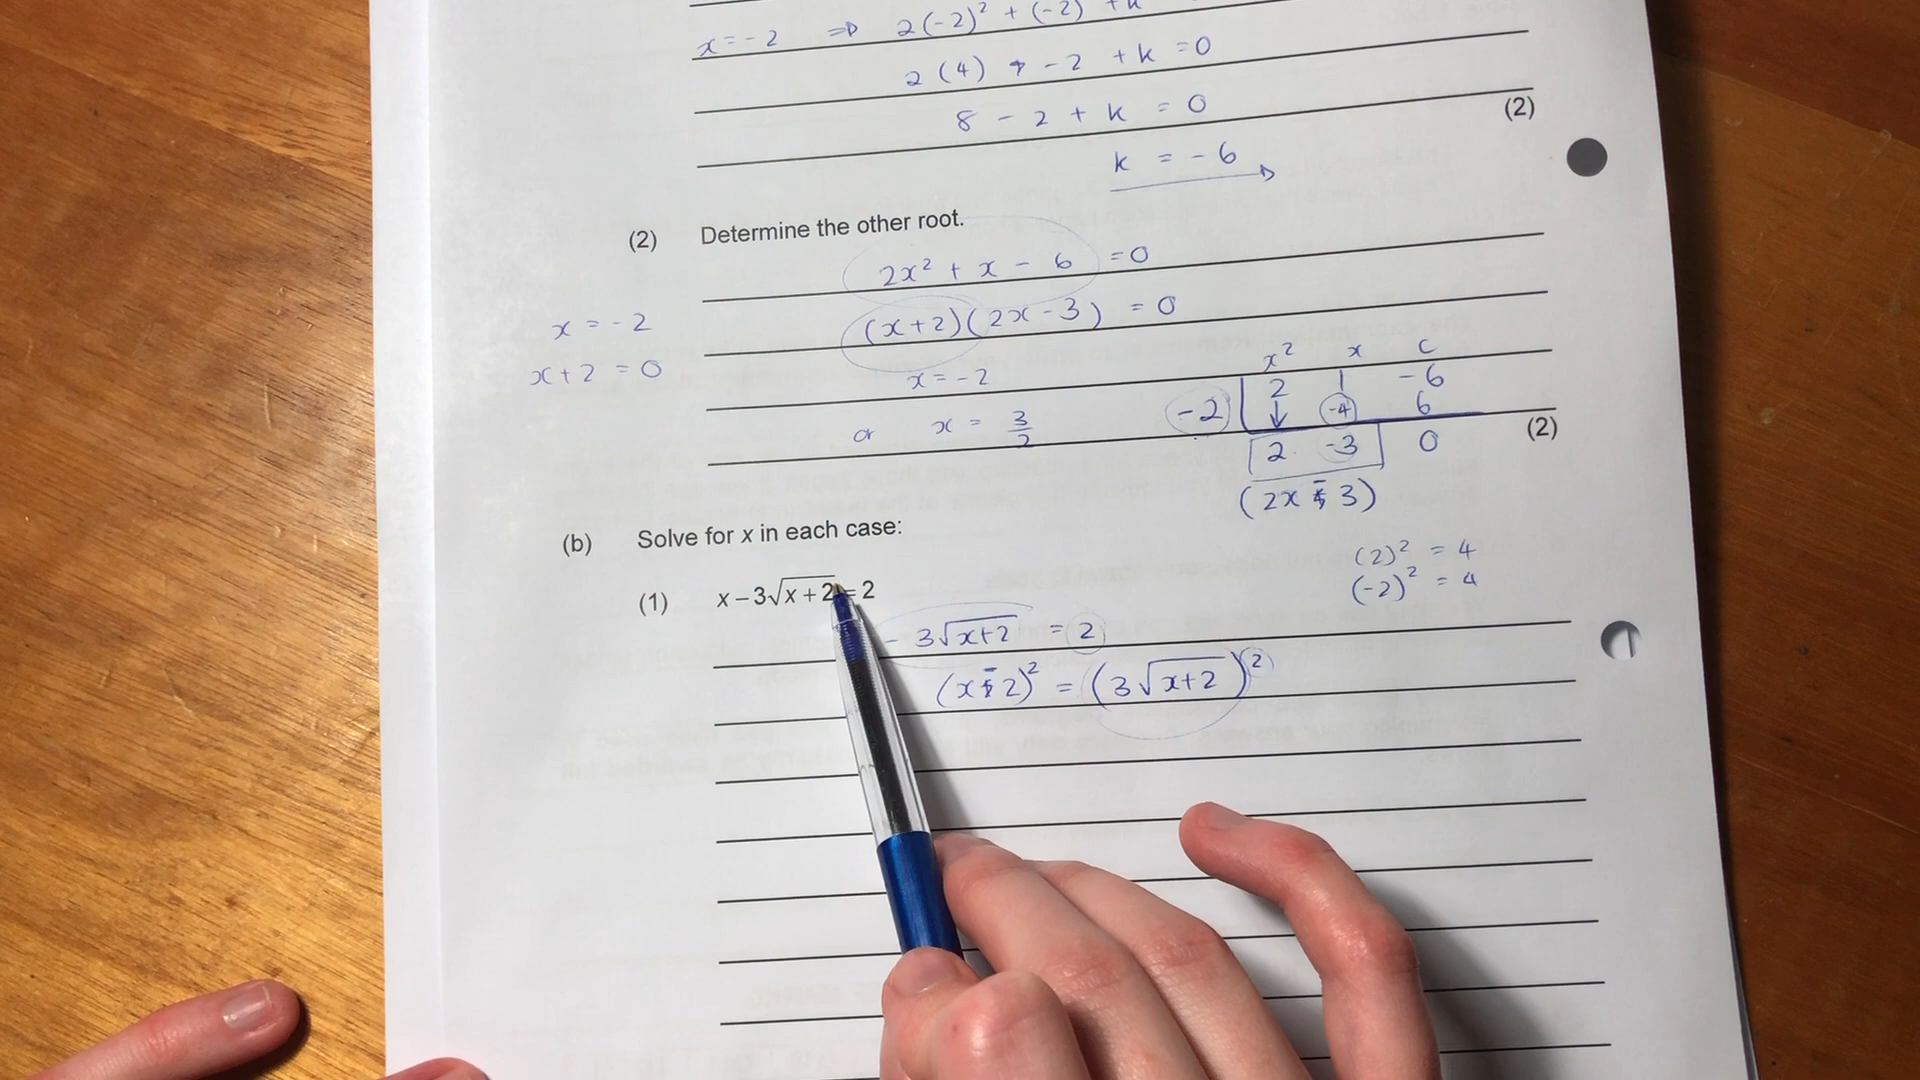 x = -2 ⇒ 2(-2)² + (-2) + k
2(4) + -2 + k = 0
8 - 2 + k = 0
(2)
k = -6
(2) Determine the other root.
2x² + x - 6 = 0
x = -2
(x+2)(2x-3) = 0
x+2 = 0
x = -2
x² x c
-2 2 1 -6
-4 6
or x = 3/2
2 -3 0
(2)
(2x - 3)
(b) Solve for x in each case:
(2)² = 4
(-2)² = 4
(1) x – 3√(x + 2) = 2
- 3√(x+2) = 2
(x - 2)² = (3√(x+2))²